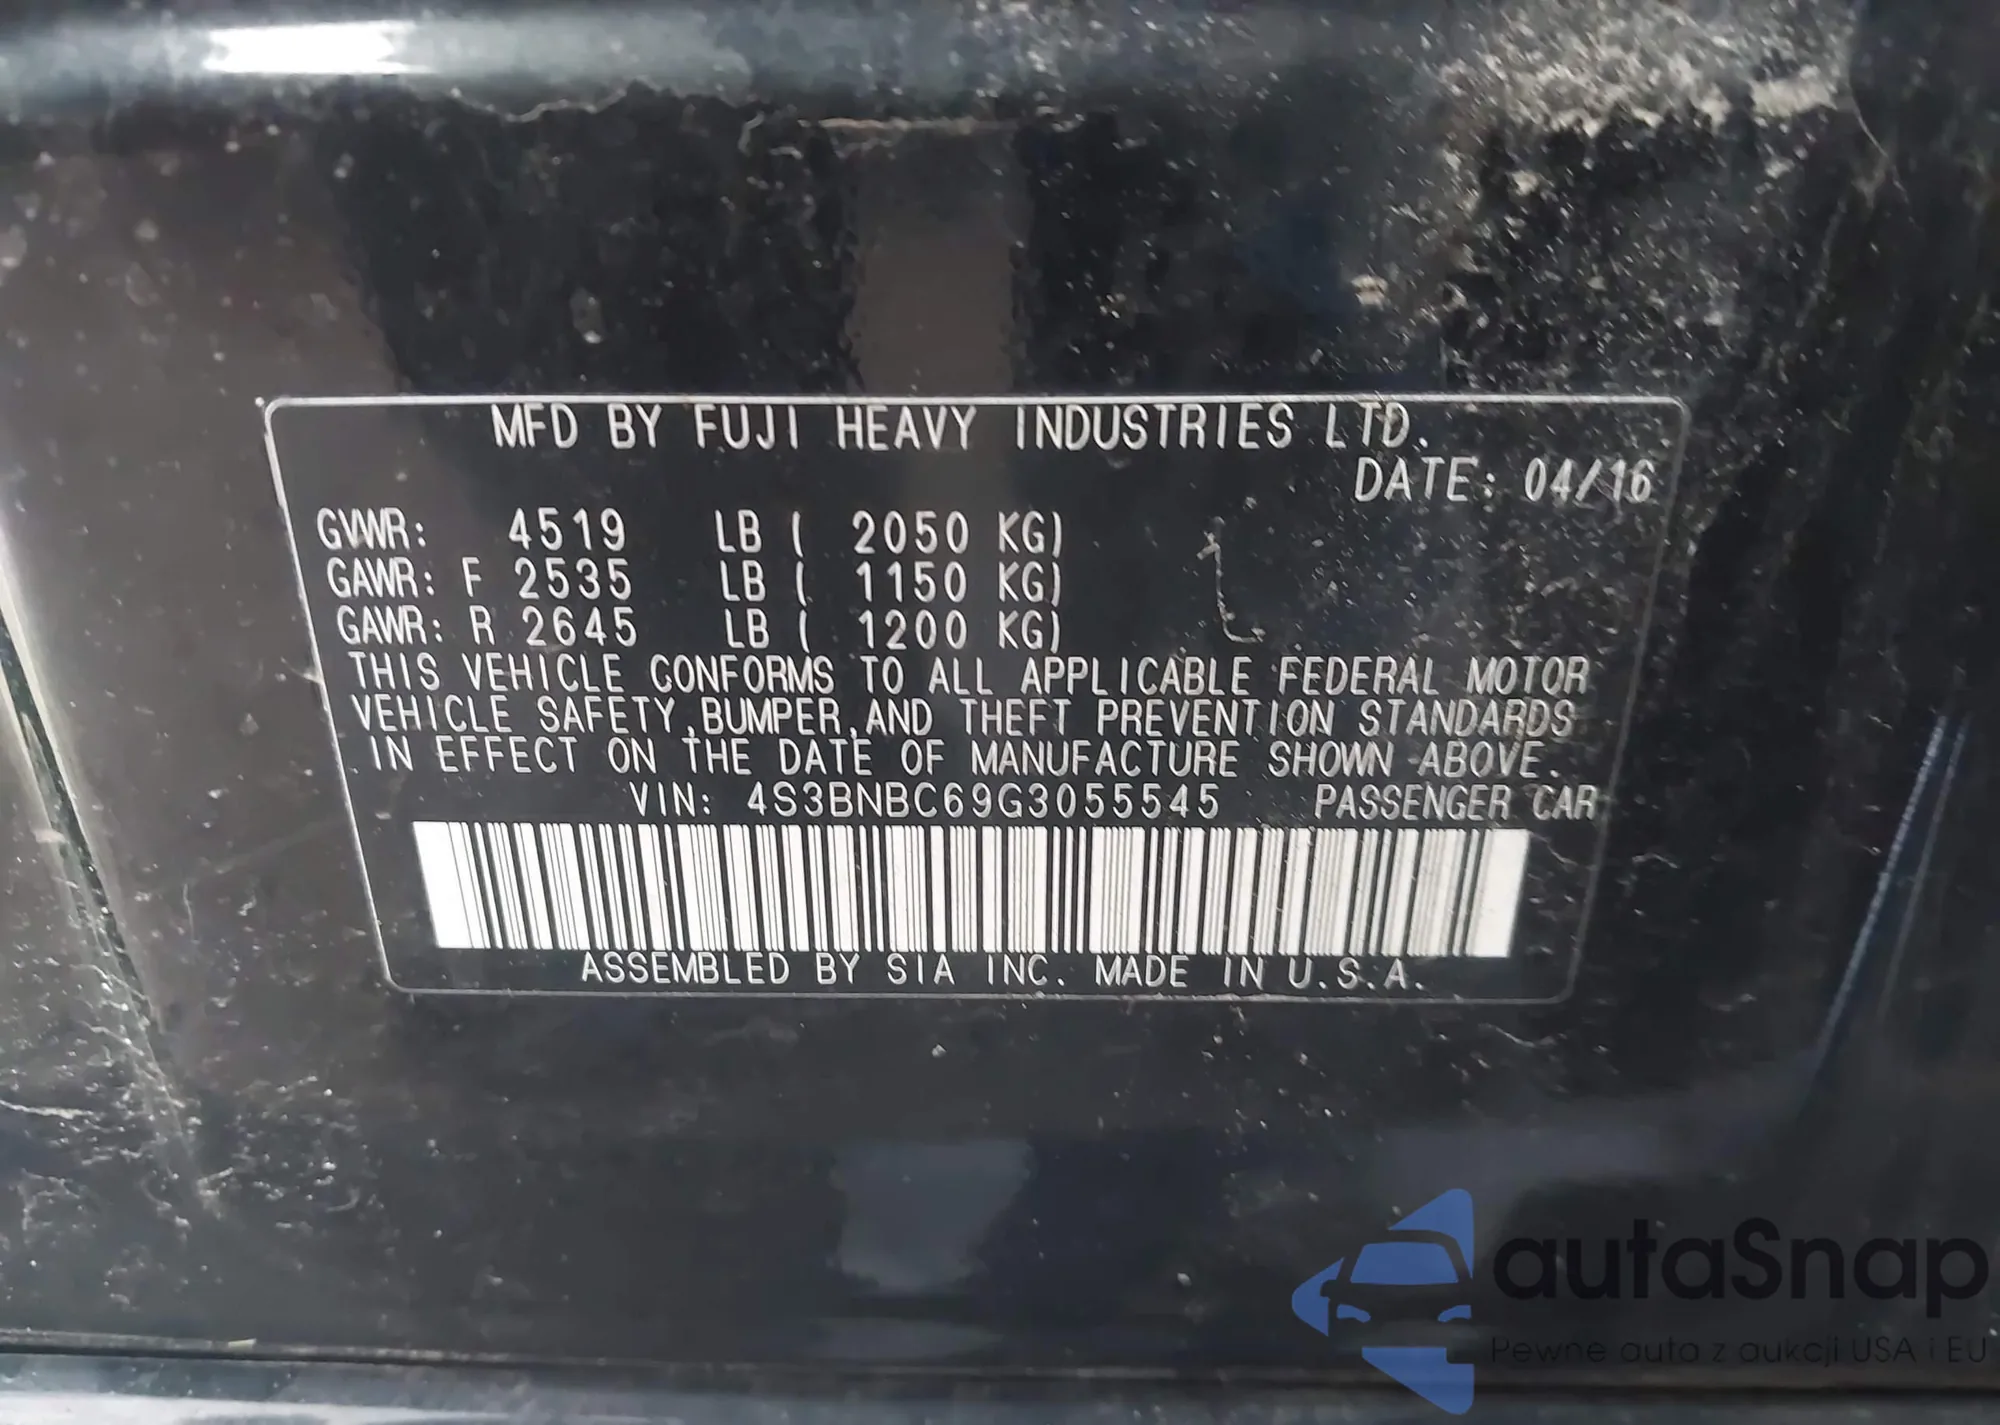 MFD BY FUJI HEAVY INDUSTRIES LTD.
DATE: 04/16
GVWR: 4519 LB ( 2050 KG)
GAWR: F 2535 LB ( 1150 KG)
GAWR: R 2645 LB ( 1200 KG)
THIS VEHICLE CONFORMS TO ALL APPLICABLE FEDERAL MOTOR
VEHICLE SAFETY,BUMPER,AND THEFT PREVENTION STANDARDS
IN EFFECT ON THE DATE OF MANUFACTURE SHOWN ABOVE.
VIN: 4S3BNBC69G3055545 PASSENGER CAR
ASSEMBLED BY SIA INC. MADE IN U.S.A.
autaSnap
Pewne auta z aukcji USA i EU